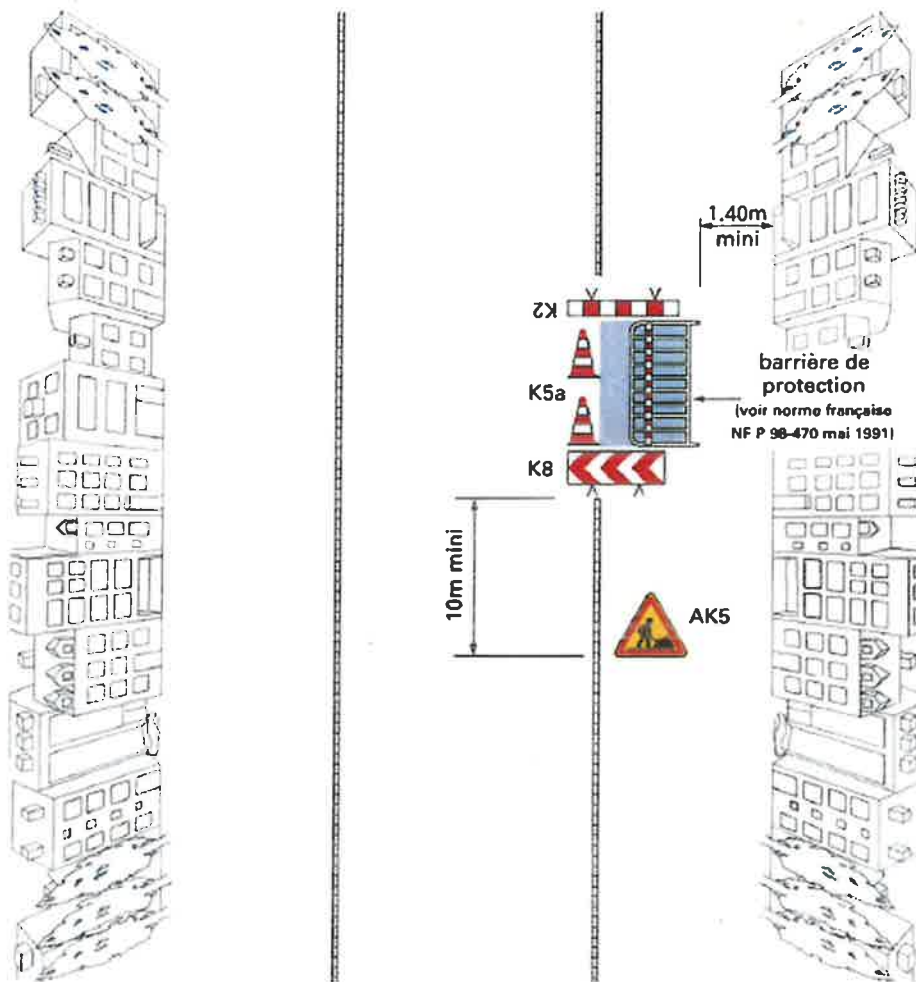 1.40m
mini
K2
barrière de
protection
(voir norme française
NF P 98-470 mai 1991)
K5a
K8
10m mini
AK5